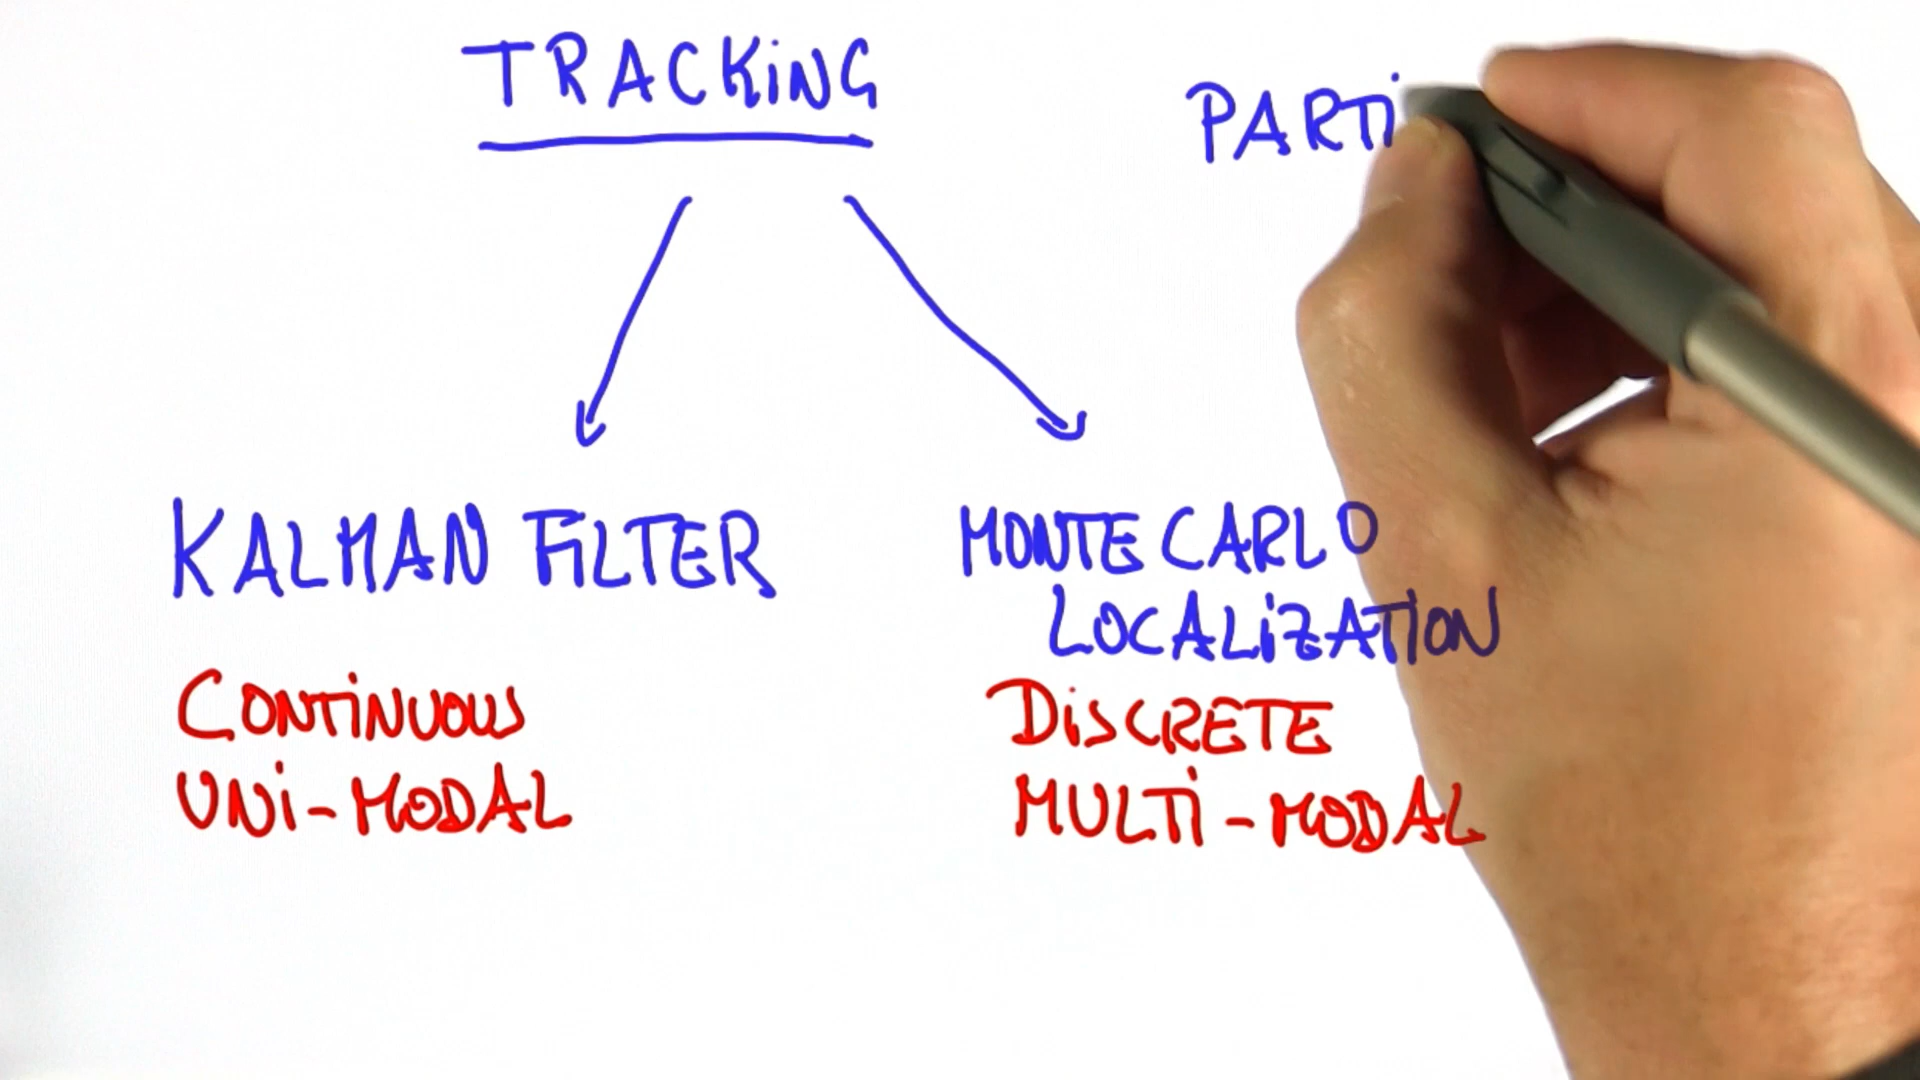 TRACKING
PARTI
KALMAN FILTER
MONTE CARLO
LOCALIZATION
CONTINUOUS
UNI-MODAL
DISCRETE
MULTI-MODAL